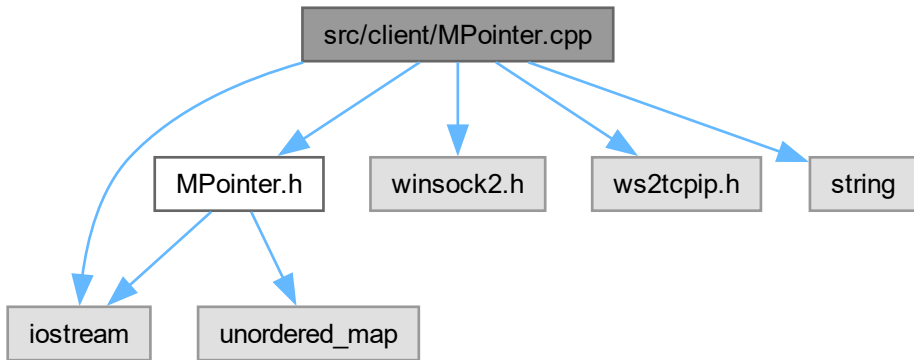 src/client/MPointer.cpp
MPointer.h
winsock2.h
ws2tcpip.h
string
iostream
unordered_map